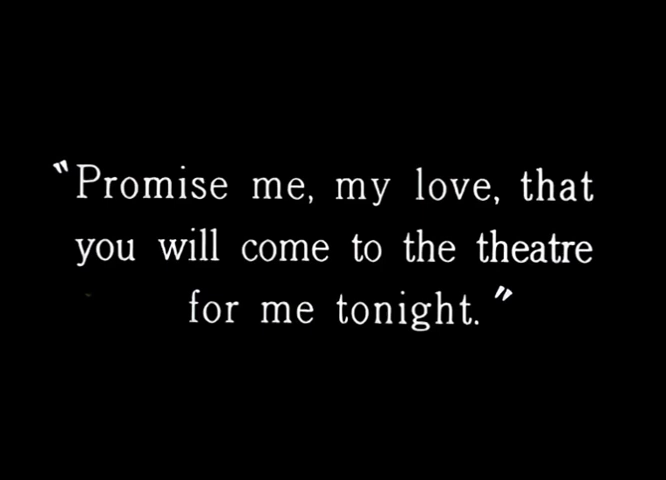 "Promise me, my love, that
you will come to the theatre
for me tonight."